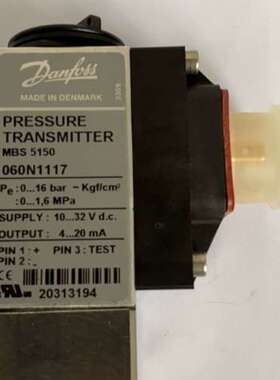 Danfoss
MADE IN DENMARK
PRESSURE
TRANSMITTER
MBS 5150
060N1117
Pe : 0...16 bar ~ Kgf/cm²
0...1,6 MPa
SUPPLY : 10...32 V d.c.
OUTPUT : 4...20 mA
PIN 1 : + PIN 3 : TEST
PIN 2 : -
CE
20313194